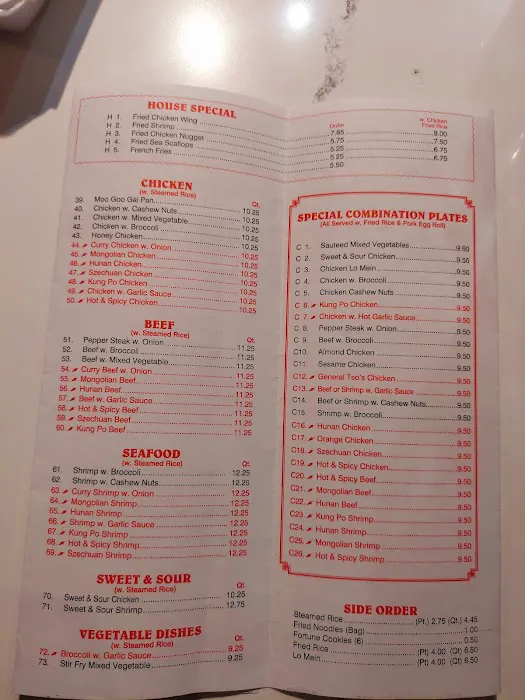 HOUSE SPECIAL
Order
w. Chicken Fried Rice
H 1. Fried Chicken Wing 7.85 9.00
H 2. Fried Shrimp 5.75 7.50
H 3. Fried Chicken Nugget 5.25 6.75
H 4. Fried Sea Scallops 5.25 6.75
H 5. French Fries 5.50
CHICKEN
(w. Steamed Rice)
Qt.
39. Moo Goo Gai Pan 10.25
40. Chicken w. Cashew Nuts 10.25
41. Chicken w. Mixed Vegetable 10.25
42. Chicken w. Broccoli 10.25
43. Honey Chicken 10.25
44. Curry Chicken w. Onion 10.25
45. Mongolian Chicken 10.25
46. Hunan Chicken 10.25
47. Szechuan Chicken 10.25
48. Kung Po Chicken 10.25
49. Chicken w. Garlic Sauce 10.25
50. Hot & Spicy Chicken 10.25
BEEF
(w. Steamed Rice)
Qt.
51. Pepper Steak w. Onion 11.25
52. Beef w. Broccoli 11.25
53. Beef w. Mixed Vegetable 11.25
54. Curry Beef w. Onion 11.25
55. Mongolian Beef 11.25
56. Hunan Beef 11.25
57. Beef w. Garlic Sauce 11.25
58. Hot & Spicy Beef 11.25
59. Szechuan Beef 11.25
60. Kung Po Beef 11.25
SEAFOOD
(w. Steamed Rice)
Qt.
61. Shrimp w. Broccoli 12.25
62. Shrimp w. Cashew Nuts 12.25
63. Curry Shrimp w. Onion 12.25
64. Mongolian Shrimp 12.25
65. Hunan Shrimp 12.25
66. Shrimp w. Garlic Sauce 12.25
67. Kung Po Shrimp 12.25
68. Hot & Spicy Shrimp 12.25
69. Szechuan Shrimp 12.25
SWEET & SOUR
(w. Steamed Rice)
Qt.
70. Sweet & Sour Chicken 10.25
71. Sweet & Sour Shrimp 12.75
VEGETABLE DISHES
(w. Steamed Rice)
Qt.
72. Broccoli w. Garlic Sauce 9.25
73. Stir Fry Mixed Vegetable 9.25
SPECIAL COMBINATION PLATES
(All Served w. Fried Rice & Pork Egg Roll)
C 1. Sauteed Mixed Vegetables 9.50
C 2. Sweet & Sour Chicken 9.50
C 3. Chicken Lo Mein 9.50
C 4. Chicken w. Broccoli 9.50
C 5. Chicken Cashew Nuts 9.50
C 6. Kung Po Chicken 9.50
C 7. Chicken w. Hot Garlic Sauce 9.50
C 8. Pepper Steak w. Onion 9.50
C 9. Beef w. Broccoli 9.50
C10. Almond Chicken 9.50
C11. Sesame Chicken 9.50
C12. General Tso's Chicken 9.50
C13. Beef or Shrimp w. Garlic Sauce 9.50
C14. Beef or Shrimp w. Cashew Nuts 9.50
C15. Shrimp w. Broccoli 9.50
C16. Hunan Chicken 9.50
C17. Orange Chicken 9.50
C18. Szechuan Chicken 9.50
C19. Hot & Spicy Chicken 9.50
C20. Hot & Spicy Beef 9.50
C21. Mongolian Beef 9.50
C22. Hunan Beef 9.50
C23. Kung Po Shrimp 9.50
C24. Hunan Shrimp 9.50
C25. Mongolian Shrimp 9.50
C26. Hot & Spicy Shrimp 9.50
SIDE ORDER
Steamed Rice (Pt.) 2.75 (Qt.) 4.45
Fried Noodles (Bag) 1.00
Fortune Cookies (6) 0.50
Fried Rice (Pt) 4.00 (Qt) 6.50
Lo Mein (Pt) 4.00 (Qt) 6.50